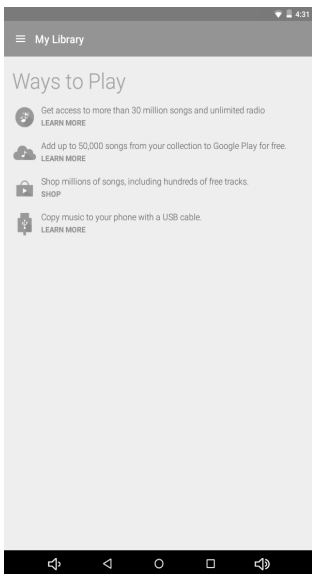 4:31
My Library
Ways to Play
Get access to more than 30 million songs and unlimited radio
LEARN MORE
Add up to 50,000 songs from your collection to Google Play for free.
LEARN MORE
Shop millions of songs, including hundreds of free tracks.
SHOP
Copy music to your phone with a USB cable.
LEARN MORE